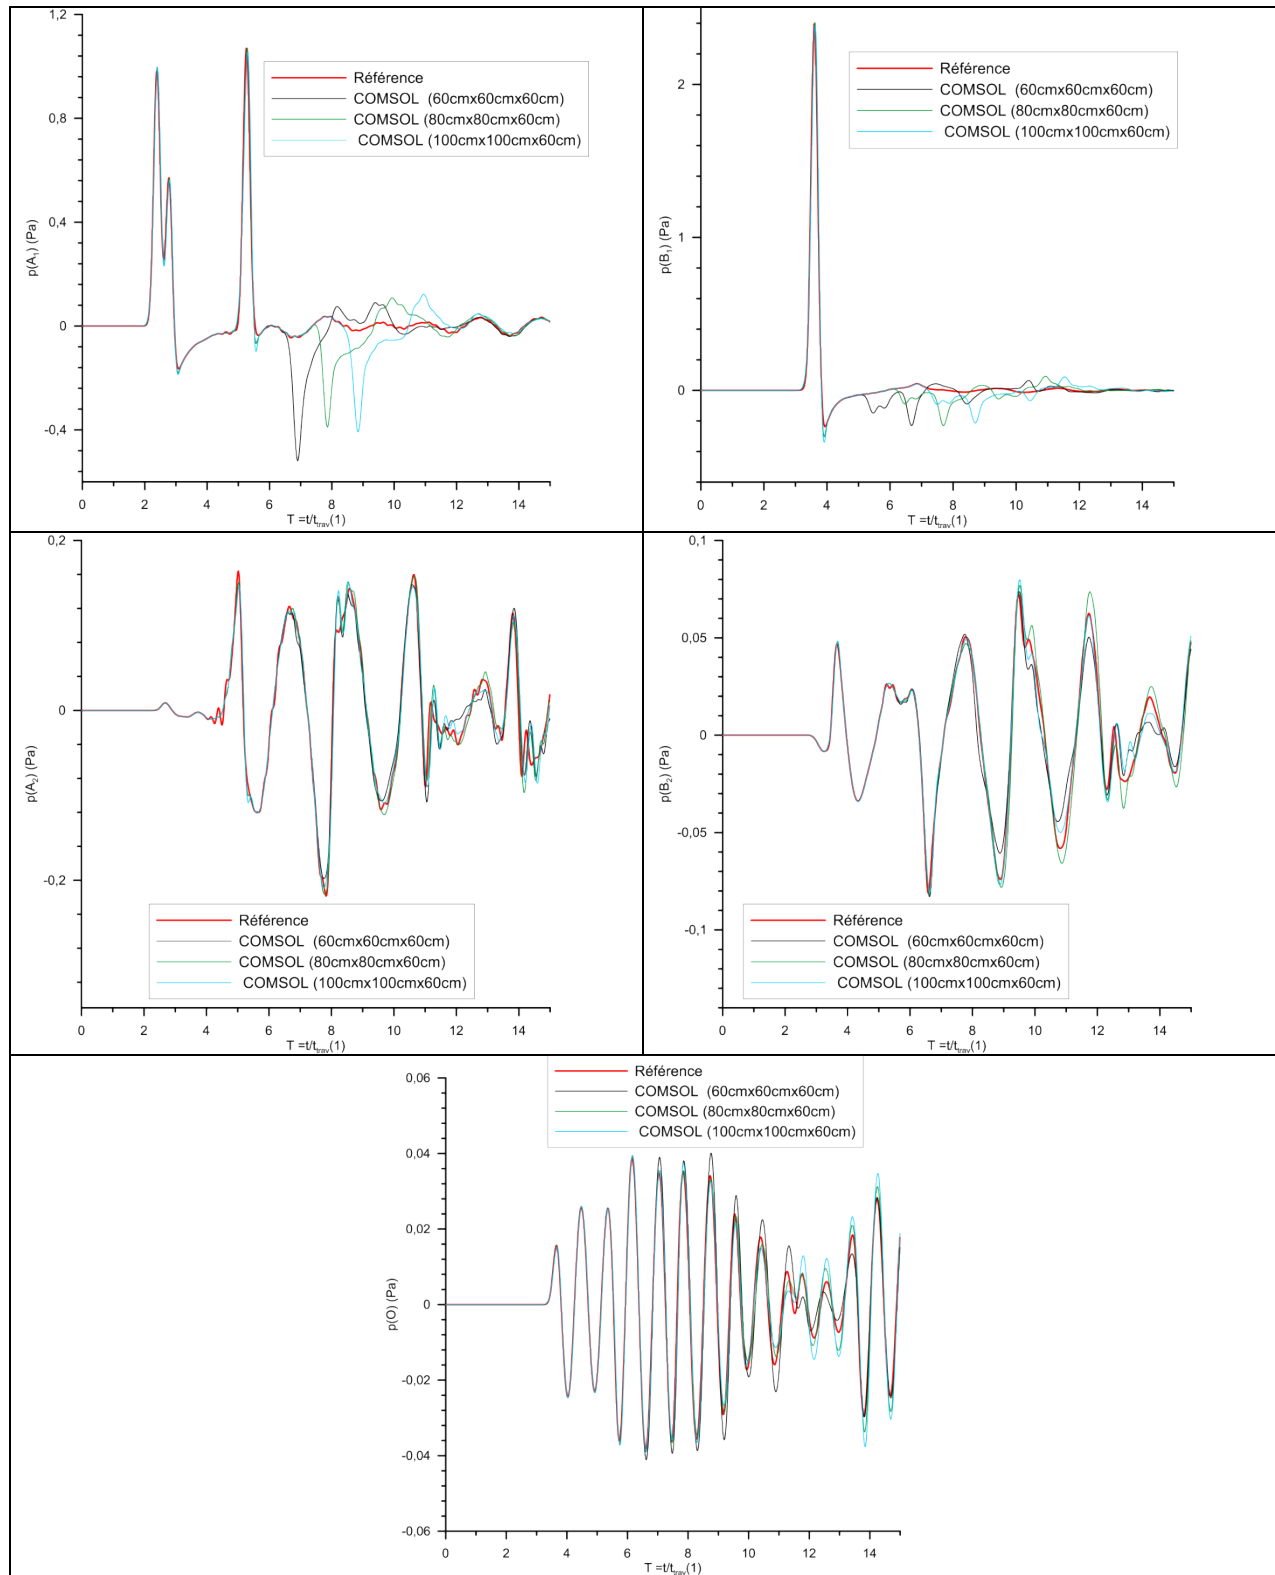 1,2
0,8
0,4
0
-0,4
p(A1) (Pa)
Référence
COMSOL (60cmx60cmx60cm)
COMSOL (80cmx80cmx60cm)
COMSOL (100cmx100cmx60cm)
0 2 4 6 8 10 12 14
T =t/ttrav(1)
2
1
0
p(B1) (Pa)
Référence
COMSOL (60cmx60cmx60cm)
COMSOL (80cmx80cmx60cm)
COMSOL (100cmx100cmx60cm)
0 2 4 6 8 10 12 14
T =t/ttrav(1)
0,2
0
-0,2
p(A2) (Pa)
Référence
COMSOL (60cmx60cmx60cm)
COMSOL (80cmx80cmx60cm)
COMSOL (100cmx100cmx60cm)
0 2 4 6 8 10 12 14
T =t/ttrav(1)
0,1
0,05
0
-0,05
-0,1
p(B2) (Pa)
Référence
COMSOL (60cmx60cmx60cm)
COMSOL (80cmx80cmx60cm)
COMSOL (100cmx100cmx60cm)
0 2 4 6 8 10 12 14
T =t/ttrav(1)
0,06
0,04
0,02
0
-0,02
-0,04
-0,06
p(O) (Pa)
Référence
COMSOL (60cmx60cmx60cm)
COMSOL (80cmx80cmx60cm)
COMSOL (100cmx100cmx60cm)
0 2 4 6 8 10 12 14
T =t/ttrav(1)